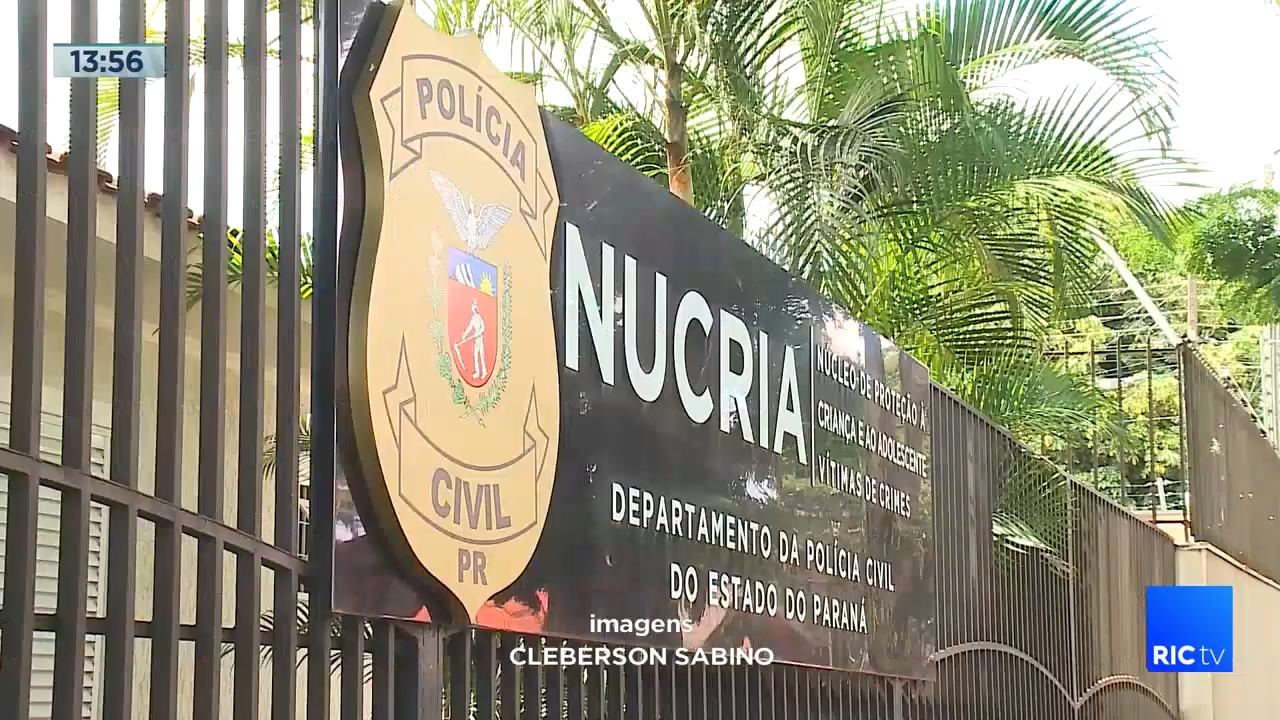 13:56
POLÍCIA
CIVIL
PR
NUCRIA
NÚCLEO DE PROTEÇÃO À
CRIANÇA E AO ADOLESCENTE
VÍTIMAS DE CRIMES
DEPARTAMENTO DA POLÍCIA CIVIL
DO ESTADO DO PARANÁ
imagens
CLEBERSON SABINO
RIC tv